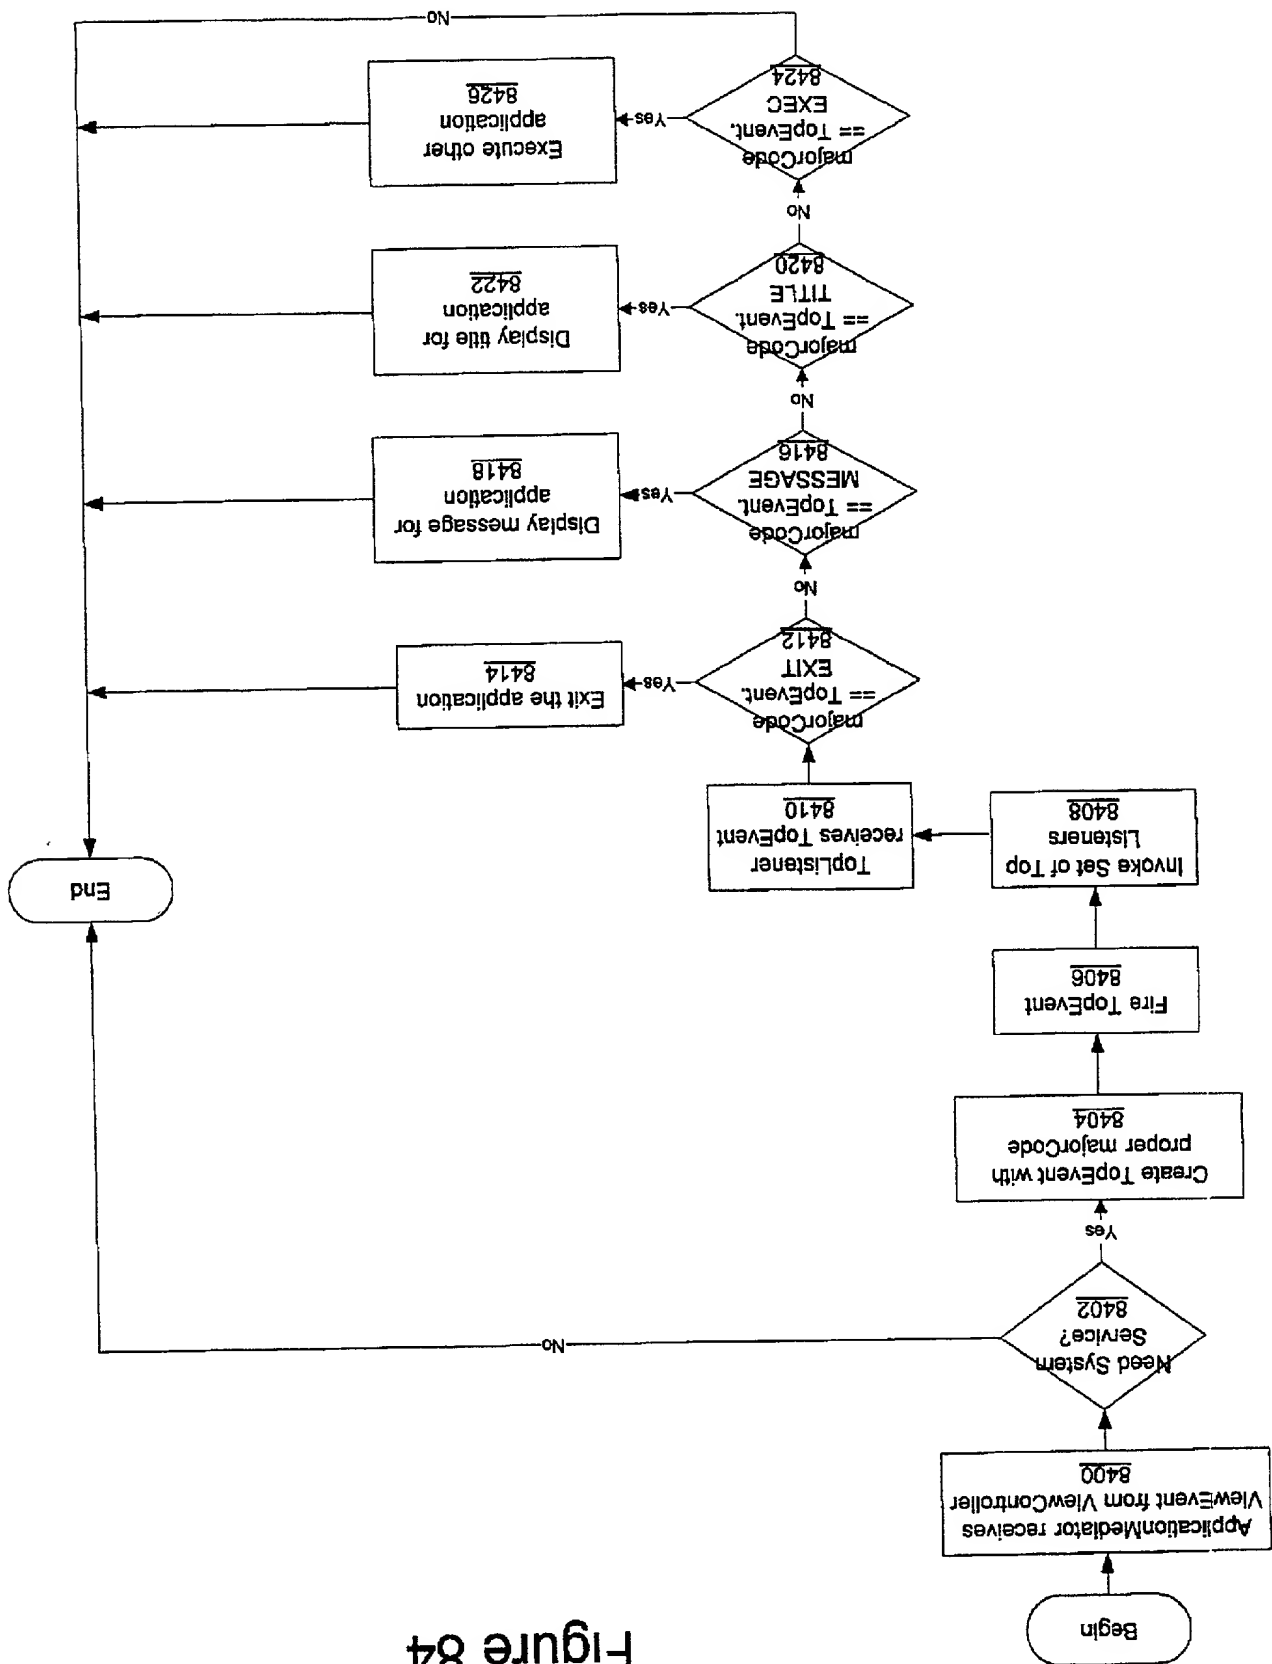 Figure 84
Begin
ApplicationMediator receives
ViewEvent from ViewController
8400
Need System
Service?
8402
No
Yes
Create TopEvent with
proper majorCode
8404
Fire TopEvent
8406
Invoke Set of Top
Listeners
8408
TopListener
receives TopEvent
8410
End
majorCode
== TopEvent.
EXIT
8412
Yes
Exit the application
8414
No
majorCode
== TopEvent.
MESSAGE
8416
Yes
Display message for
application
8418
No
majorCode
== TopEvent.
TITLE
8420
Yes
Display title for
application
8422
No
majorCode
== TopEvent.
EXEC
8424
Yes
Execute other
application
8426
No